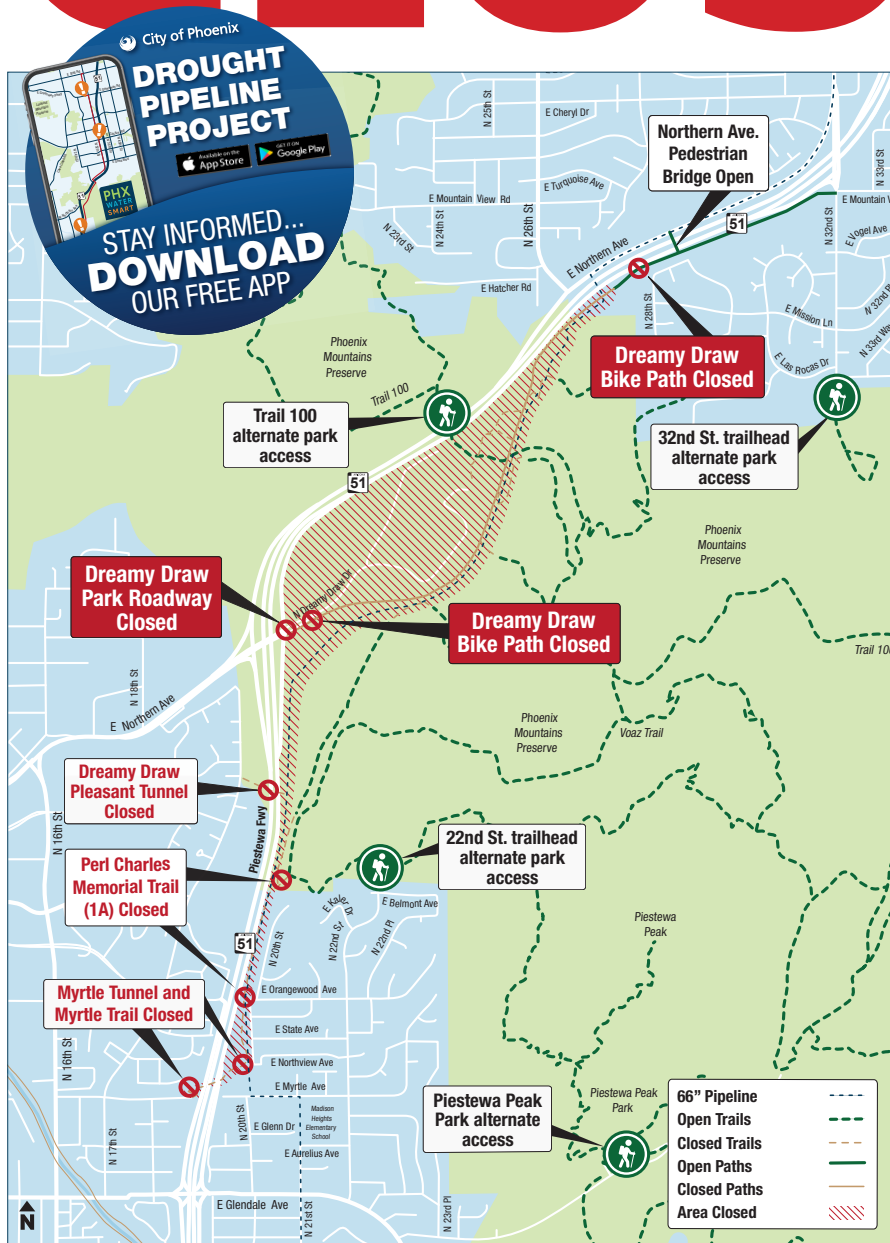 City of Phoenix
DROUGHT
PIPELINE
PROJECT
Available on the
App Store
GET IT ON
Google Play
PHX
WATER
SMART
STAY INFORMED...
DOWNLOAD
OUR FREE APP
51
N 25th St
E Cheryl Dr
Northern Ave.
Pedestrian
Bridge Open
N 33rd St
E Turquoise Ave
E Mountain View Rd
N 24th St
N 23rd St
N 26th St
E Northern Ave
51
N 32nd St
E Mountain V
E Vogel Ave
E Hatcher Rd
N 28th St
E Mission Ln
N 32nd Pl
N 33rd Way
E Las Rocas Dr
Phoenix
Mountains
Preserve
Trail 100
Dreamy Draw
Bike Path Closed
Trail 100
alternate park
access
32nd St. trailhead
alternate park
access
51
Phoenix
Mountains
Preserve
Dreamy Draw
Park Roadway
Closed
N Dreamy Draw Dr
Dreamy Draw
Bike Path Closed
Trail 100
N 18th St
E Northern Ave
Phoenix
Mountains
Preserve
Voaz Trail
Dreamy Draw
Pleasant Tunnel
Closed
N 16th St
Piestewa Fwy
22nd St. trailhead
alternate park
access
Perl Charles
Memorial Trail
(1A) Closed
E Kaler Dr
E Belmont Ave
N 22nd St
N 22nd Pl
51
N 20th St
Piestewa
Peak
Myrtle Tunnel and
Myrtle Trail Closed
E Orangewood Ave
E State Ave
N 16th St
E Northview Ave
E Myrtle Ave
Piestewa Peak
Park alternate
access
Piestewa Peak
Park
N 17th St
N 20th St
E Glenn Dr
Madison
Heights
Elementary
School
E Aurelius Ave
E Glendale Ave
N 21st St
N 23rd Pl
N
66" Pipeline
Open Trails
Closed Trails
Open Paths
Closed Paths
Area Closed